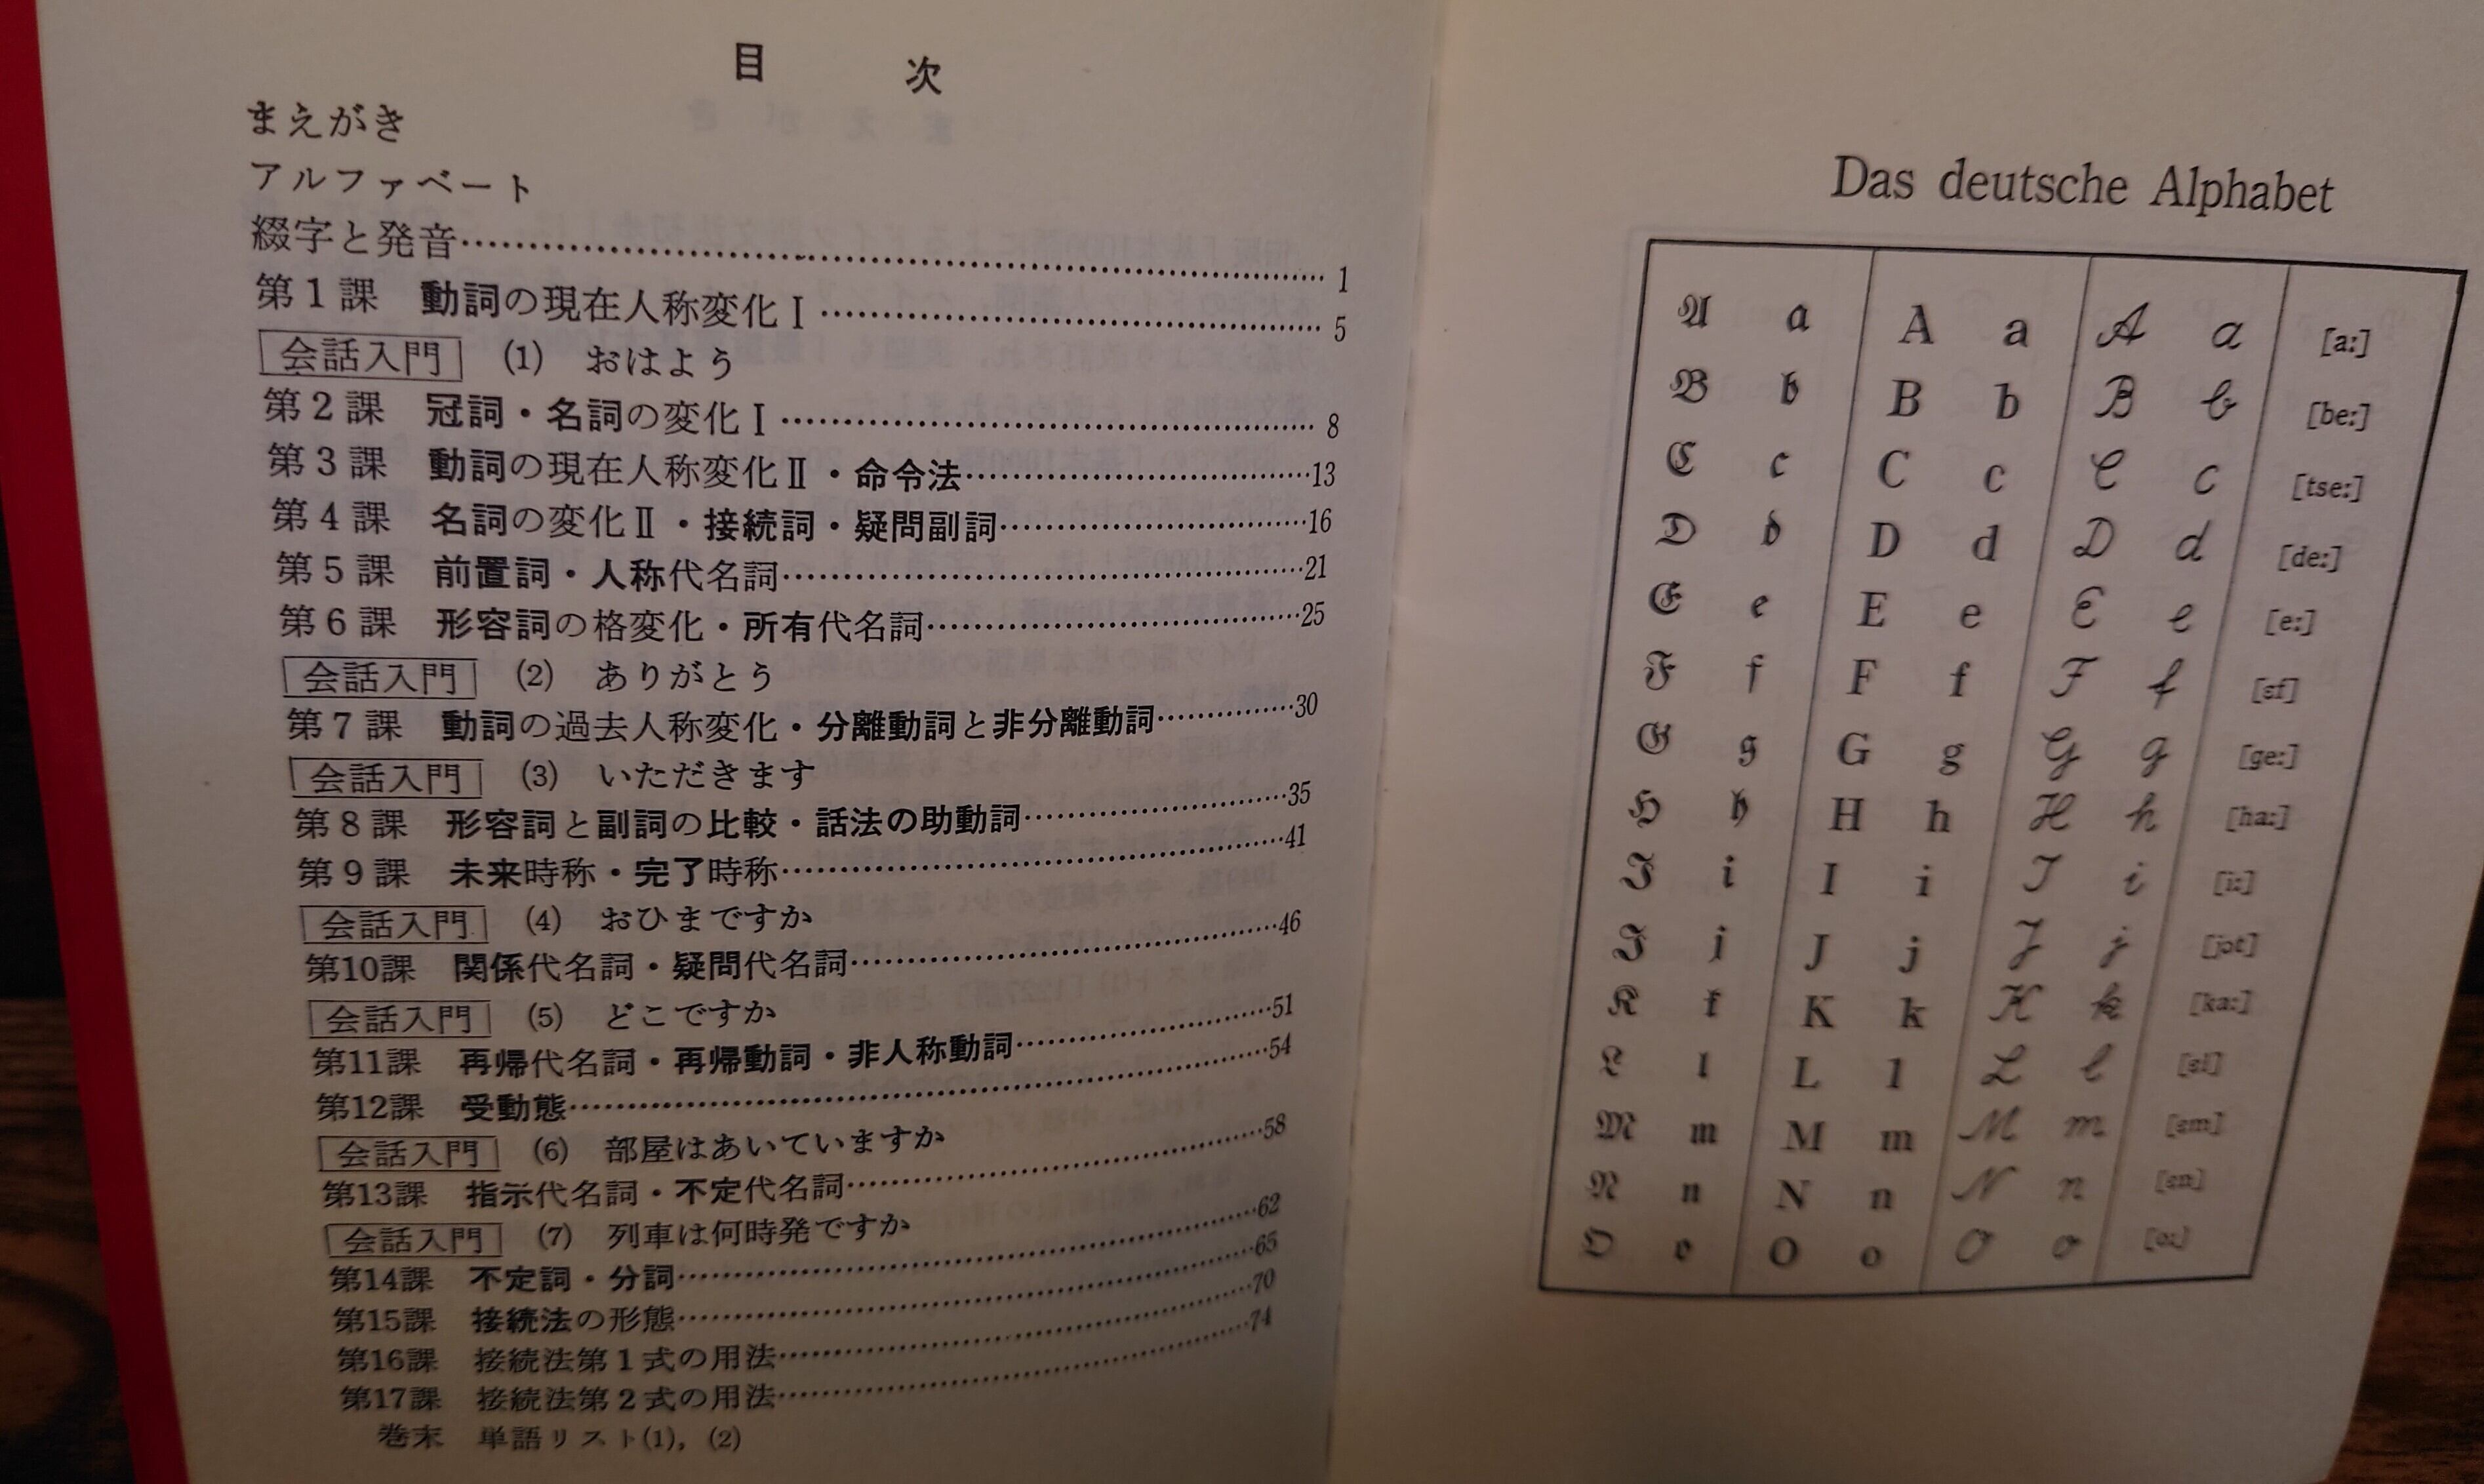 目 次
まえがき
アルファベート
綴字と発音 1
第1課 動詞の現在人称変化Ⅰ 5
会話入門 (1) おはよう
第2課 冠詞・名詞の変化Ⅰ 8
第3課 動詞の現在人称変化Ⅱ・命令法 13
第4課 名詞の変化Ⅱ・接続詞・疑問副詞 16
第5課 前置詞・人称代名詞 21
第6課 形容詞の格変化・所有代名詞 25
会話入門 (2) ありがとう
第7課 動詞の過去人称変化・分離動詞と非分離動詞 30
会話入門 (3) いただきます
第8課 形容詞と副詞の比較・話法の助動詞 35
第9課 未来時称・完了時称 41
会話入門 (4) おひまですか
第10課 関係代名詞・疑問代名詞 46
会話入門 (5) どこですか
第11課 再帰代名詞・再帰動詞・非人称動詞 51
第12課 受動態 54
会話入門 (6) 部屋はあいていますか
第13課 指示代名詞・不定代名詞 58
会話入門 (7) 列車は何時発ですか
第14課 不定詞・分詞 62
第15課 接続法の形態 65
第16課 接続法第1式の用法 70
第17課 接続法第2式の用法 74
巻末 単語リスト(1), (2)
Das deutsche Alphabet
𝔄 𝔞 A a A a [aː]
𝔅 𝔟 B b B b [beː]
ℭ 𝔠 C c C c [tseː]
𝔇 𝔡 D d D d [deː]
𝔈 𝔢 E e E e [eː]
𝔉 𝔣 F f F f [ɛf]
𝔊 𝔤 G g G g [geː]
ℌ 𝔥 H h H h [haː]
ℑ 𝔦 I i I i [iː]
𝔍 𝔧 J j J j [jɔt]
𝔎 𝔨 K k K k [kaː]
𝔏 𝔩 L l L l [ɛl]
𝔐 𝔪 M m M m [ɛm]
𝔑 𝔫 N n N n [ɛn]
𝔒 𝔬 O o O o [oː]